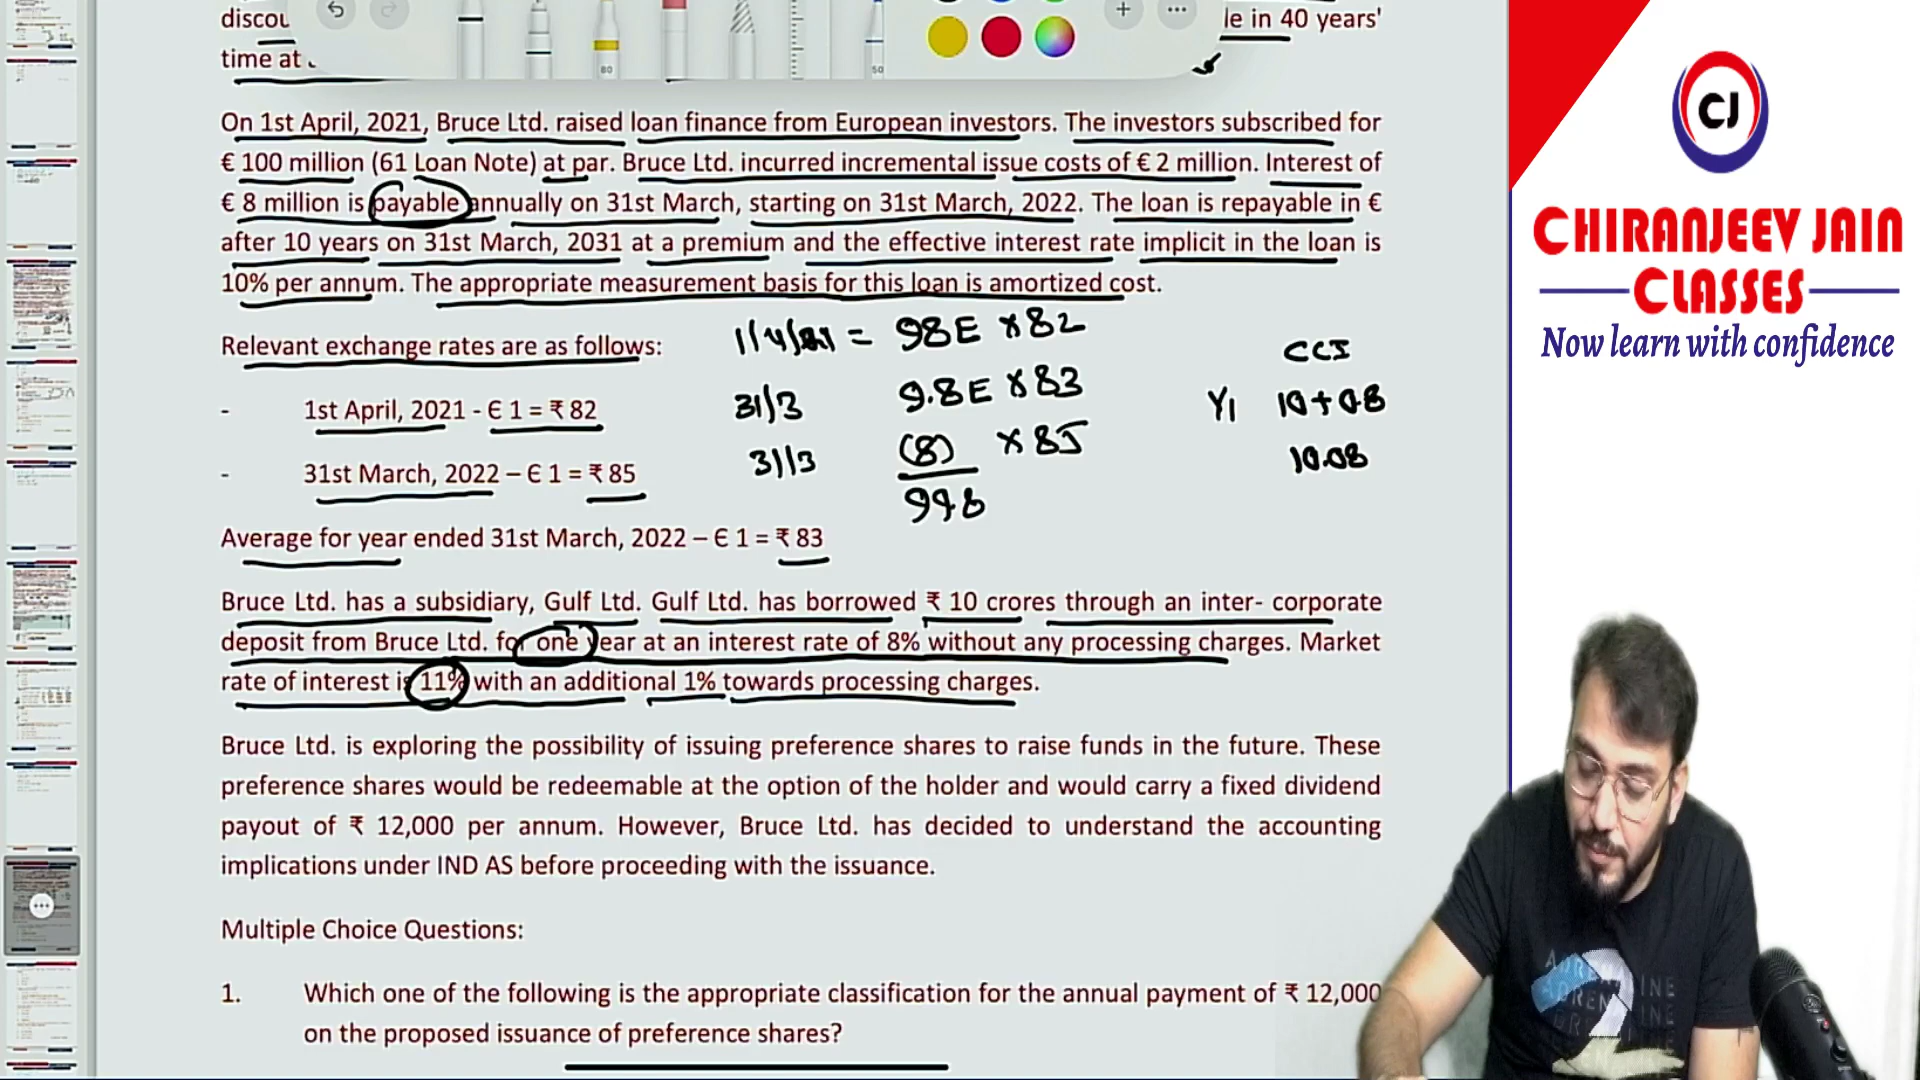 discou le in 40 years'
time at
On 1st April, 2021, Bruce Ltd. raised loan finance from European investors. The investors subscribed for
€ 100 million (61 Loan Note) at par. Bruce Ltd. incurred incremental issue costs of € 2 million. Interest of
€ 8 million is payable annually on 31st March, starting on 31st March, 2022. The loan is repayable in €
after 10 years on 31st March, 2031 at a premium and the effective interest rate implicit in the loan is
10% per annum. The appropriate measurement basis for this loan is amortized cost.
Relevant exchange rates are as follows:
- 1st April, 2021 - € 1 = ₹ 82
- 31st March, 2022 – € 1 = ₹ 85
Average for year ended 31st March, 2022 – € 1 = ₹ 83
= 98E × 82
31/3 9.8E × 83
31/3 (8) × 85
998
CCI
Y1 10 + 0.8
10.08
Bruce Ltd. has a subsidiary, Gulf Ltd. Gulf Ltd. has borrowed ₹ 10 crores through an inter- corporate
deposit from Bruce Ltd. for one year at an interest rate of 8% without any processing charges. Market
rate of interest is 11% with an additional 1% towards processing charges.
Bruce Ltd. is exploring the possibility of issuing preference shares to raise funds in the future. These
preference shares would be redeemable at the option of the holder and would carry a fixed dividend
payout of ₹ 12,000 per annum. However, Bruce Ltd. has decided to understand the accounting
implications under IND AS before proceeding with the issuance.
Multiple Choice Questions:
1. Which one of the following is the appropriate classification for the annual payment of ₹ 12,000
on the proposed issuance of preference shares?
80
50
CJ
CHIRANJEEV JAIN
CLASSES
Now learn with confidence